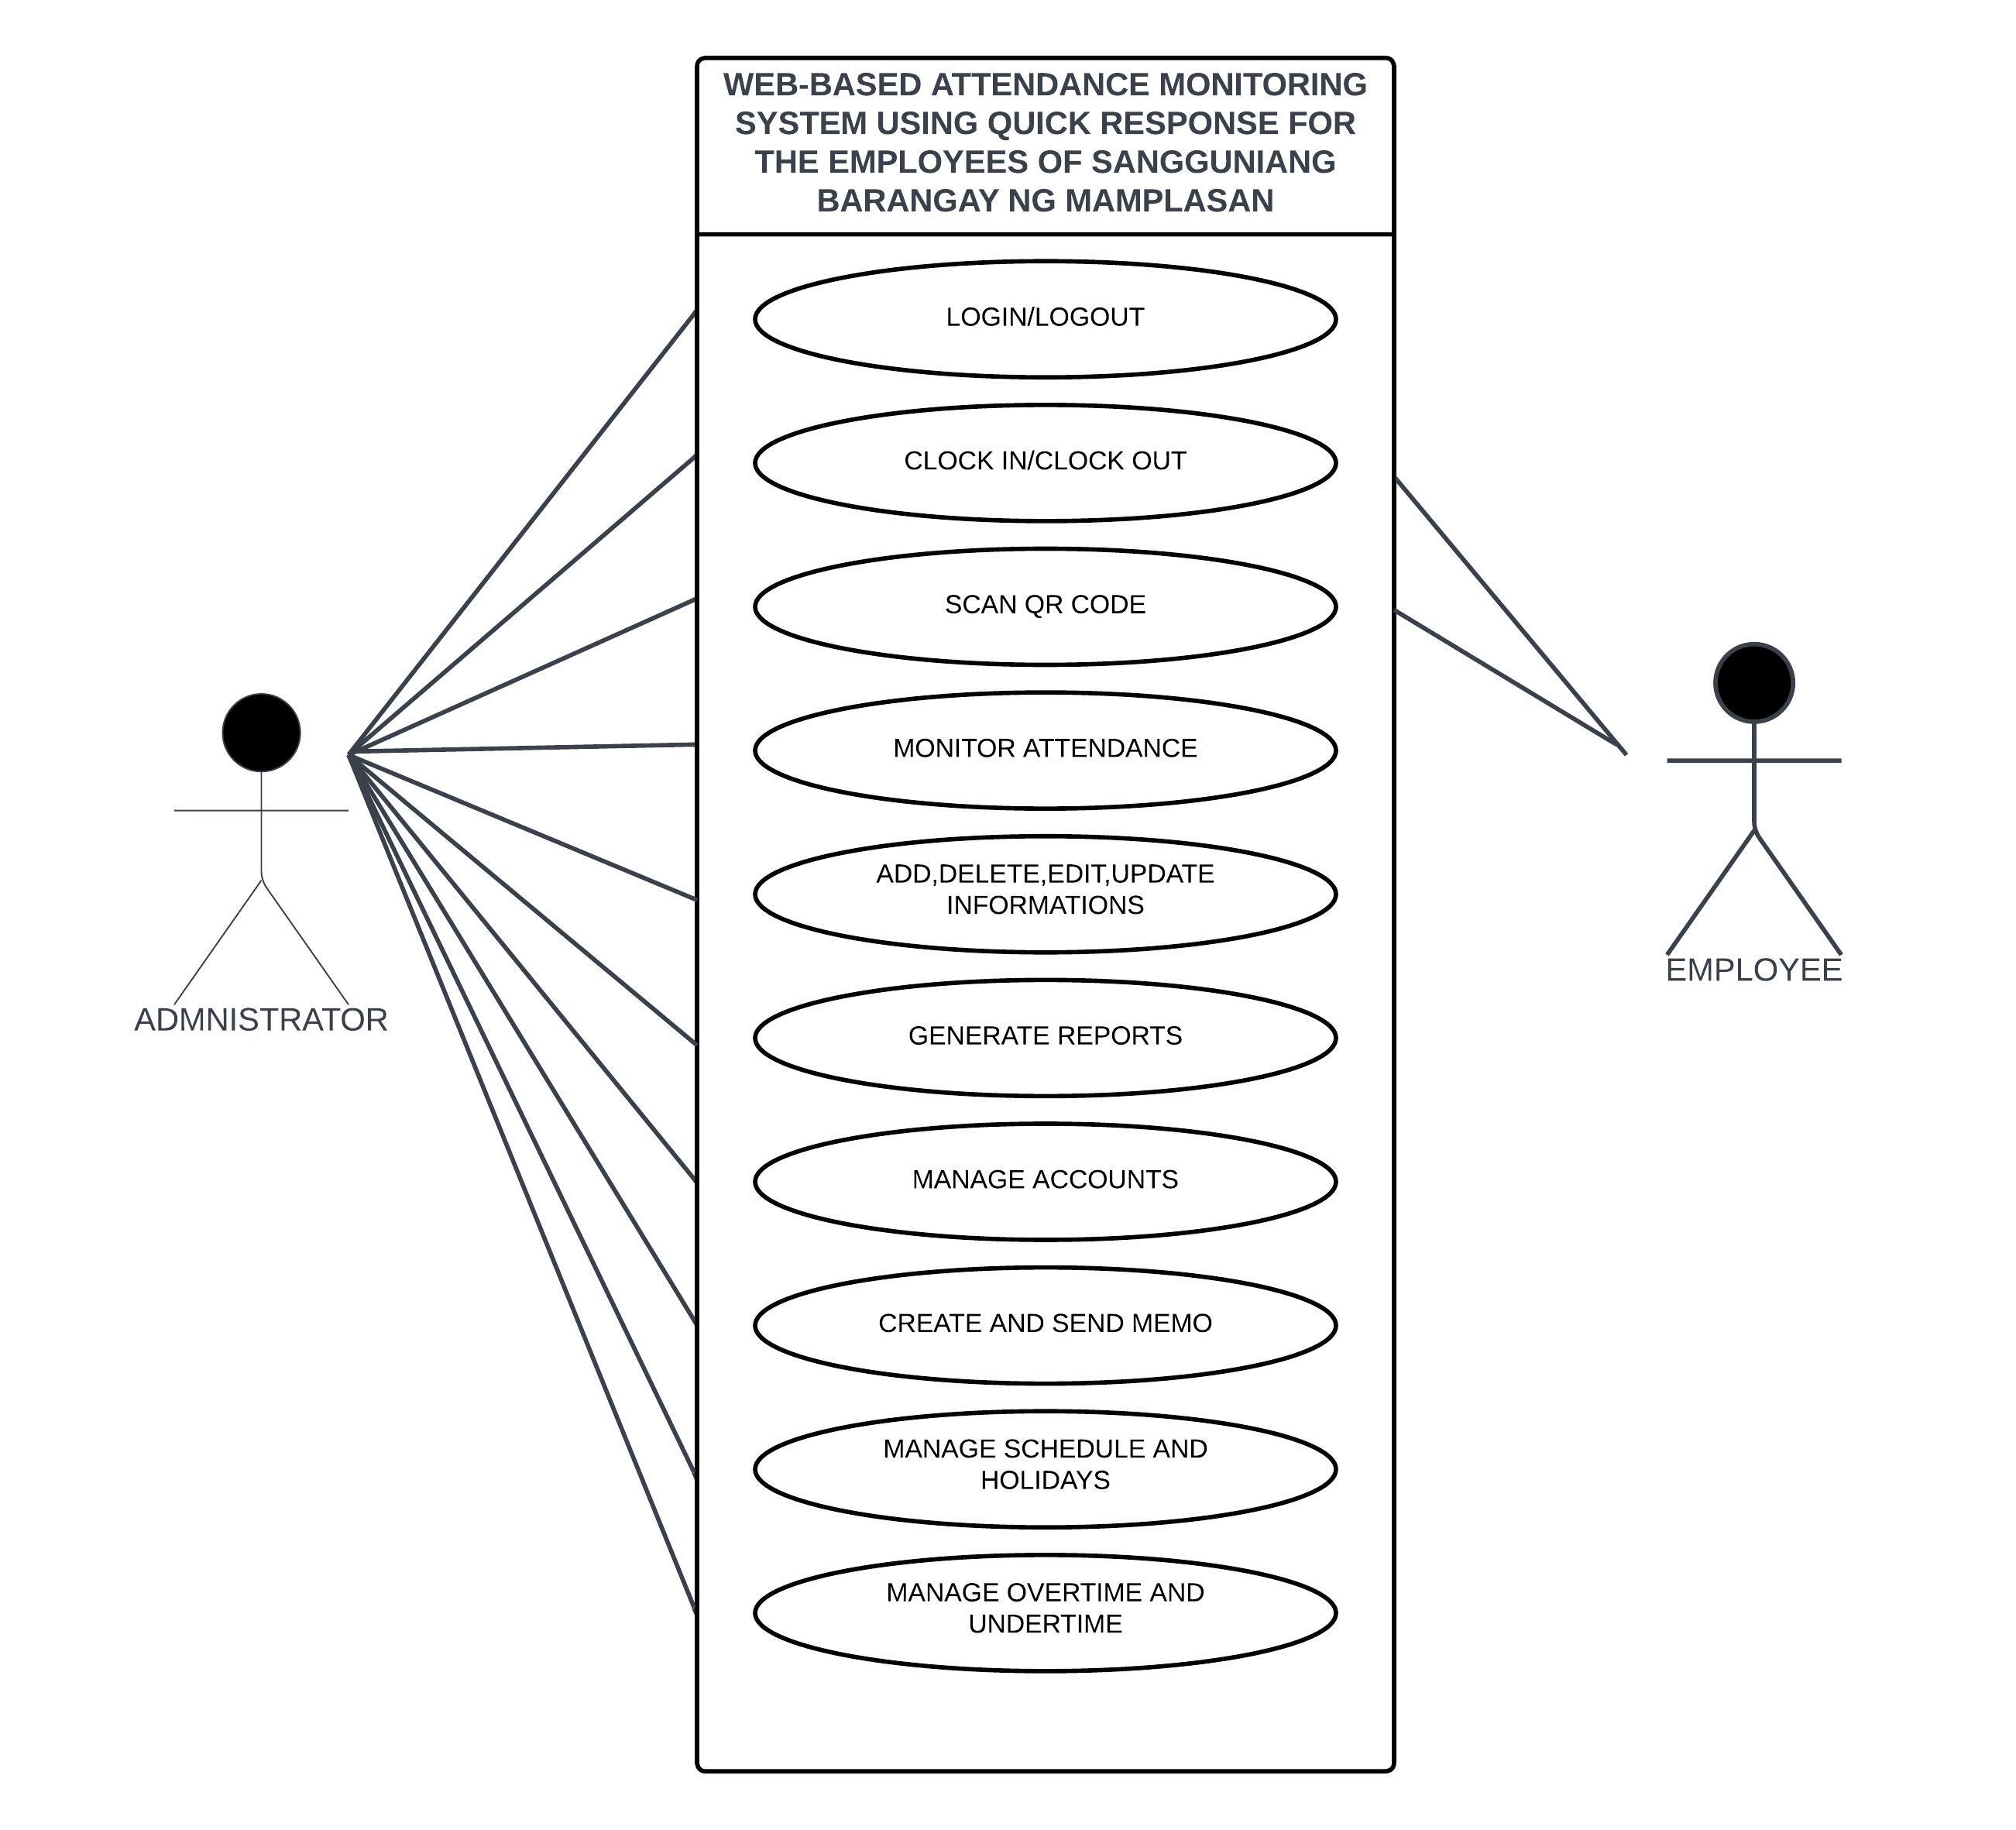 WEB-BASED ATTENDANCE MONITORING
SYSTEM USING QUICK RESPONSE FOR
THE EMPLOYEES OF SANGGUNIANG
BARANGAY NG MAMPLASAN
LOGIN/LOGOUT
CLOCK IN/CLOCK OUT
SCAN QR CODE
MONITOR ATTENDANCE
ADD,DELETE,EDIT,UPDATE
INFORMATIONS
GENERATE REPORTS
MANAGE ACCOUNTS
CREATE AND SEND MEMO
MANAGE SCHEDULE AND
HOLIDAYS
MANAGE OVERTIME AND
UNDERTIME
ADMNISTRATOR
EMPLOYEE